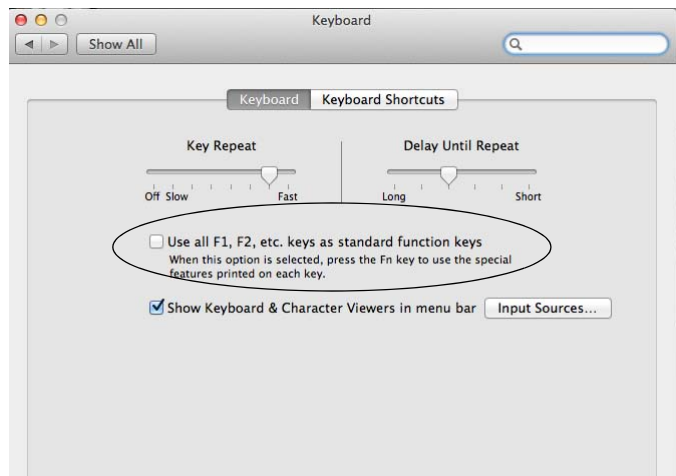 Keyboard
Show All
Keyboard Keyboard Shortcuts
Key Repeat Delay Until Repeat
Off Slow Fast Long Short
Use all F1, F2, etc. keys as standard function keys
When this option is selected, press the Fn key to use the special
features printed on each key.
Show Keyboard & Character Viewers in menu bar Input Sources...